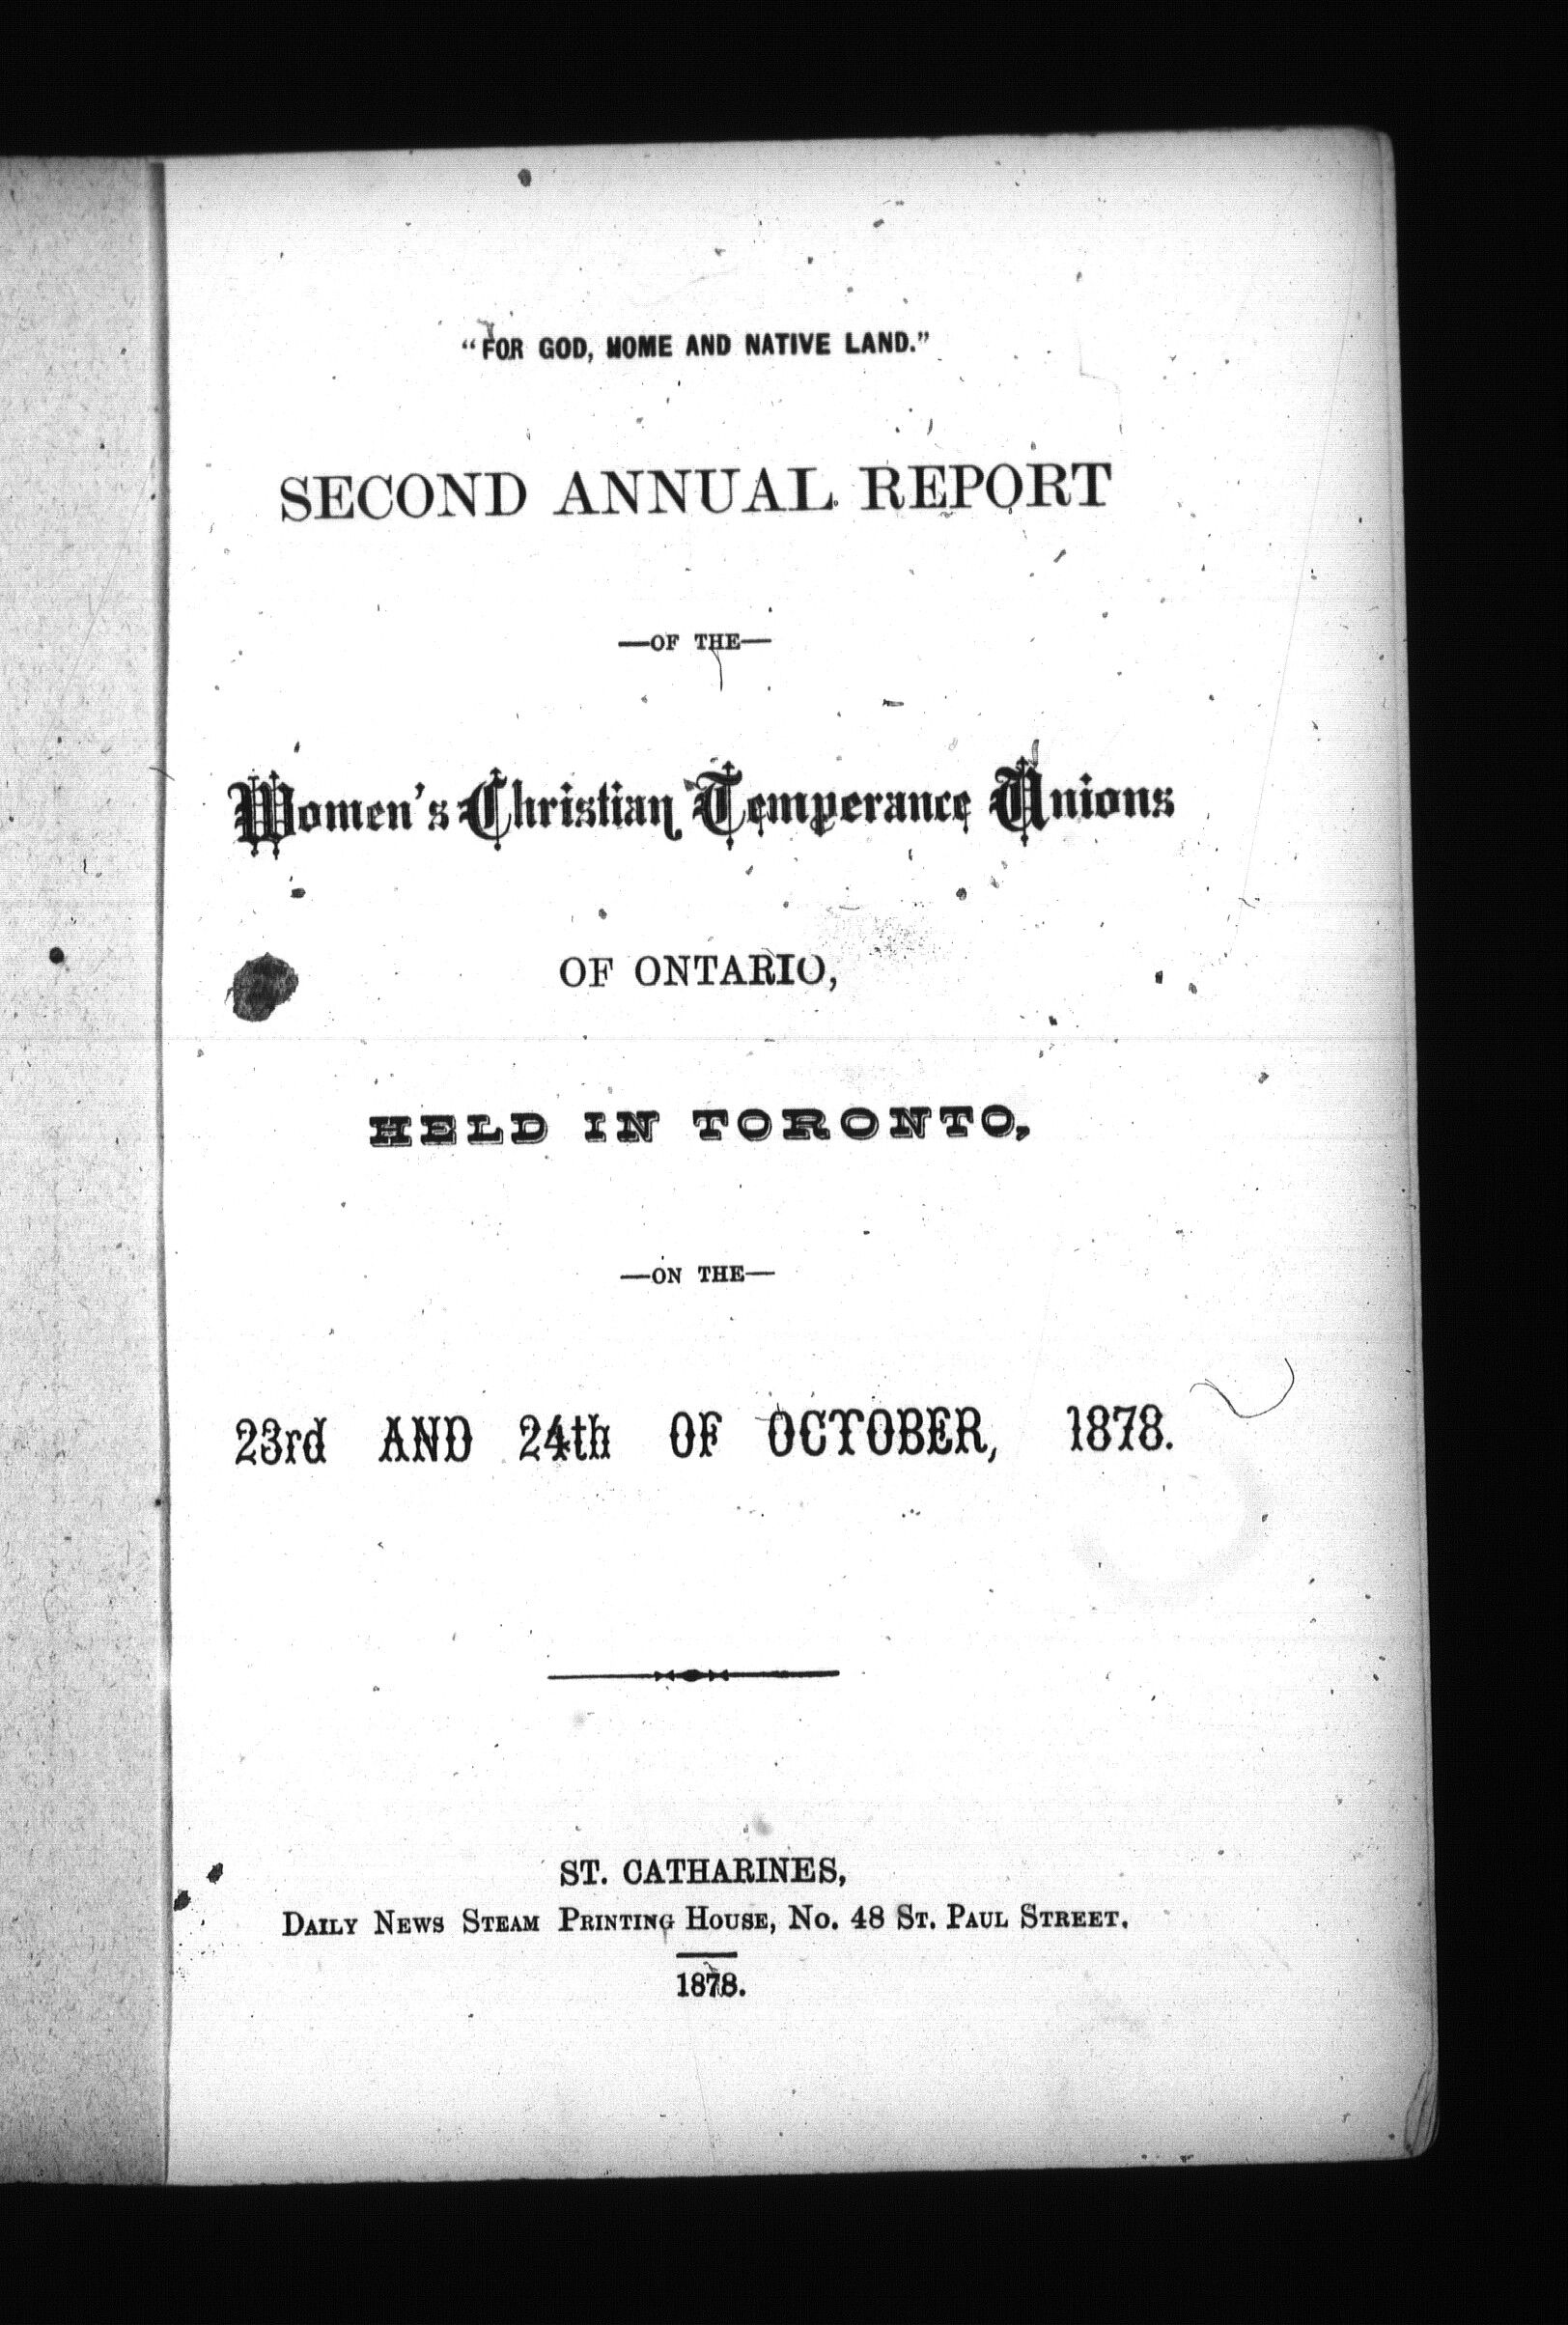 "FOR GOD, HOME AND NATIVE LAND."
SECOND ANNUAL REPORT
—OF THE—
Women's Christian Temperance Unions
OF ONTARIO,
HELD IN TORONTO,
—ON THE—
23rd AND 24th OF OCTOBER, 1878.
ST. CATHARINES,
DAILY NEWS STEAM PRINTING HOUSE, No. 48 ST. PAUL STREET.
1878.